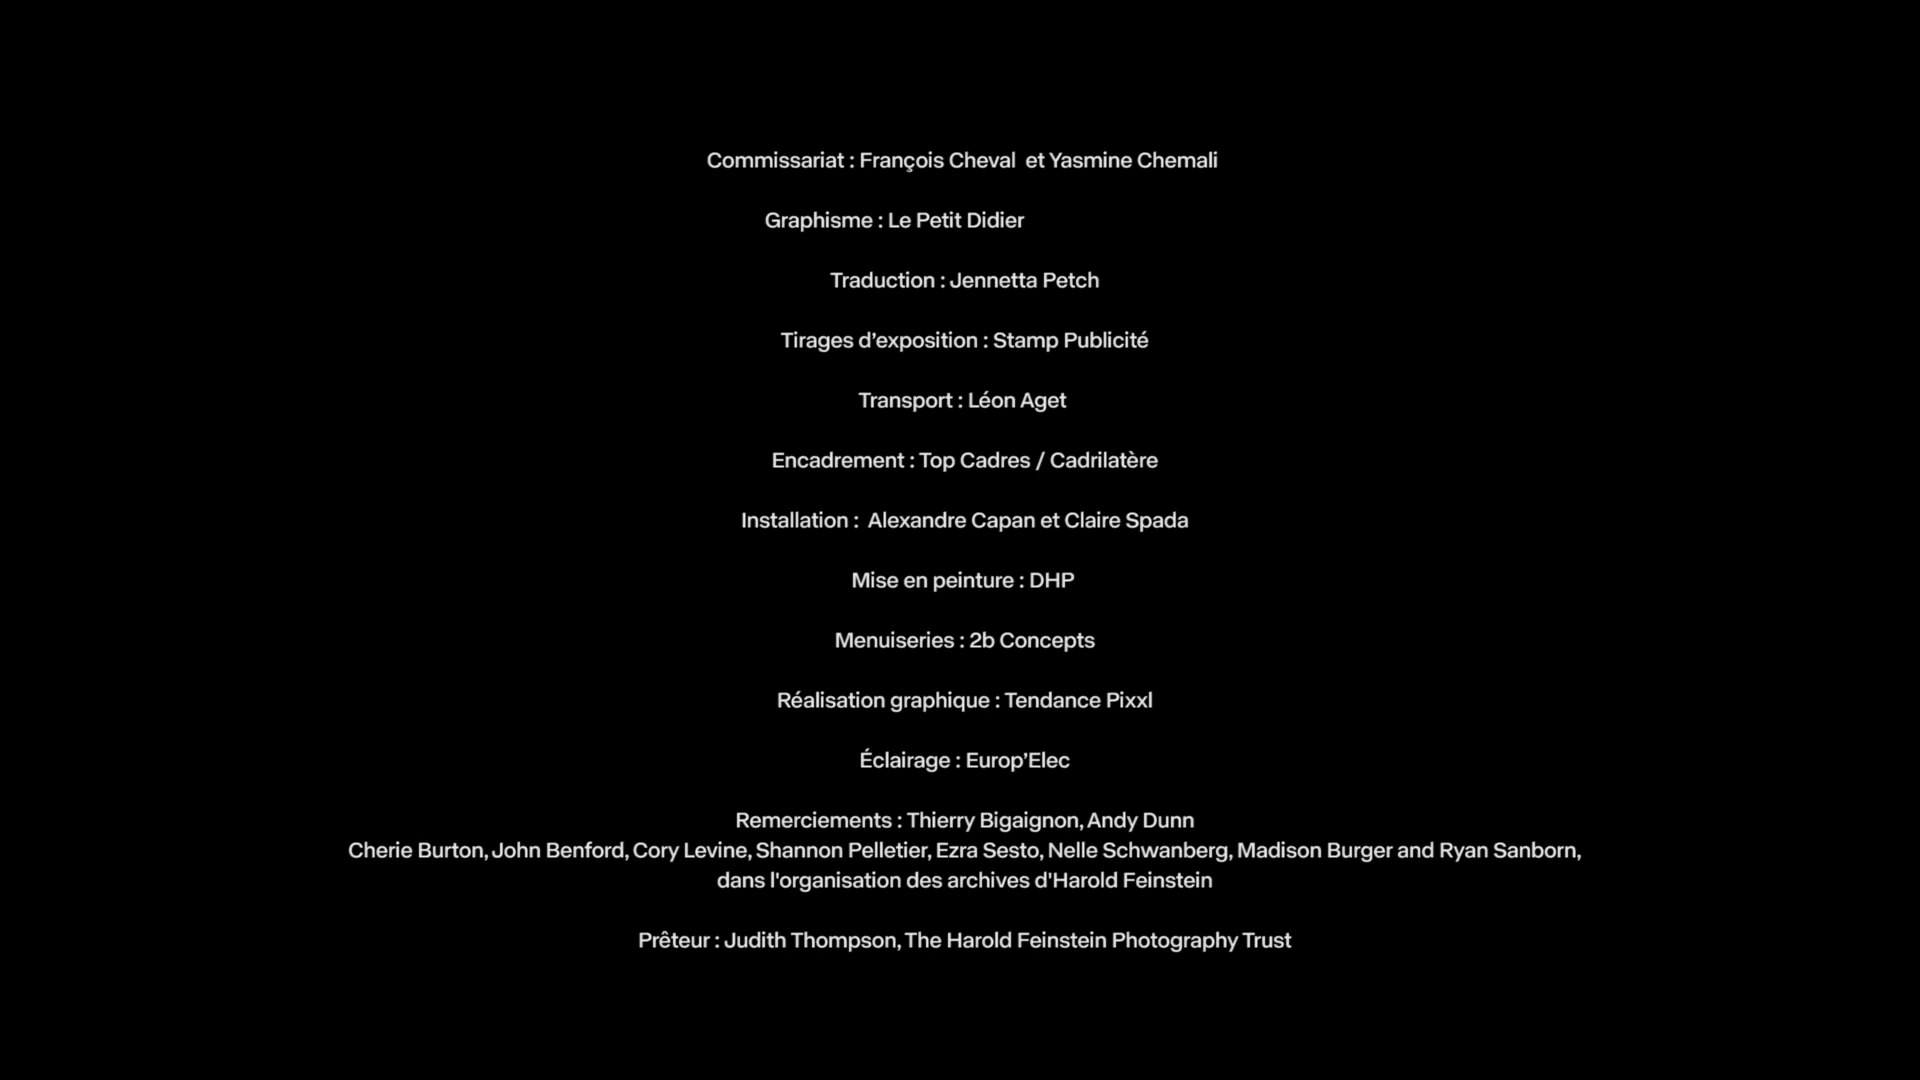 Commissariat : François Cheval  et Yasmine Chemali
Graphisme : Le Petit Didier
Traduction : Jennetta Petch
Tirages d’exposition : Stamp Publicité
Transport : Léon Aget
Encadrement : Top Cadres / Cadrilatère
Installation :  Alexandre Capan et Claire Spada
Mise en peinture : DHP
Menuiseries : 2b Concepts
Réalisation graphique : Tendance Pixxl
Éclairage : Europ’Elec
Remerciements : Thierry Bigaignon, Andy Dunn
Cherie Burton, John Benford, Cory Levine, Shannon Pelletier, Ezra Sesto, Nelle Schwanberg, Madison Burger and Ryan Sanborn,
dans l'organisation des archives d'Harold Feinstein
Prêteur : Judith Thompson, The Harold Feinstein Photography Trust